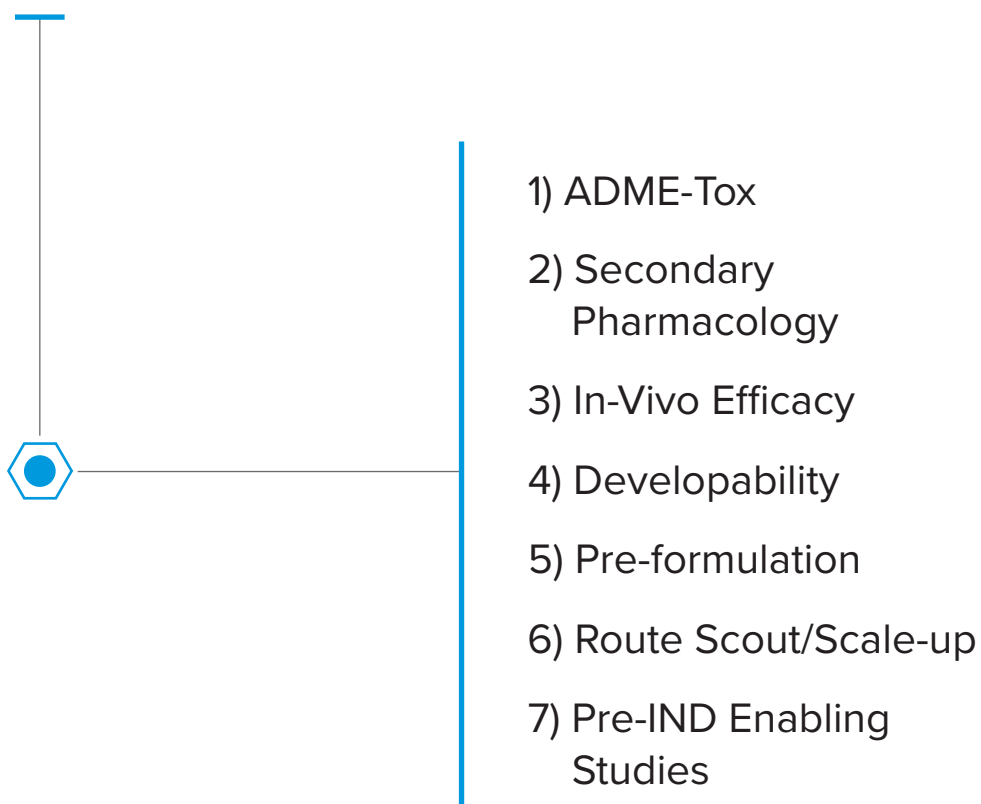 1) ADME-Tox
2) Secondary
Pharmacology
3) In-Vivo Efficacy
4) Developability
5) Pre-formulation
6) Route Scout/Scale-up
7) Pre-IND Enabling
Studies